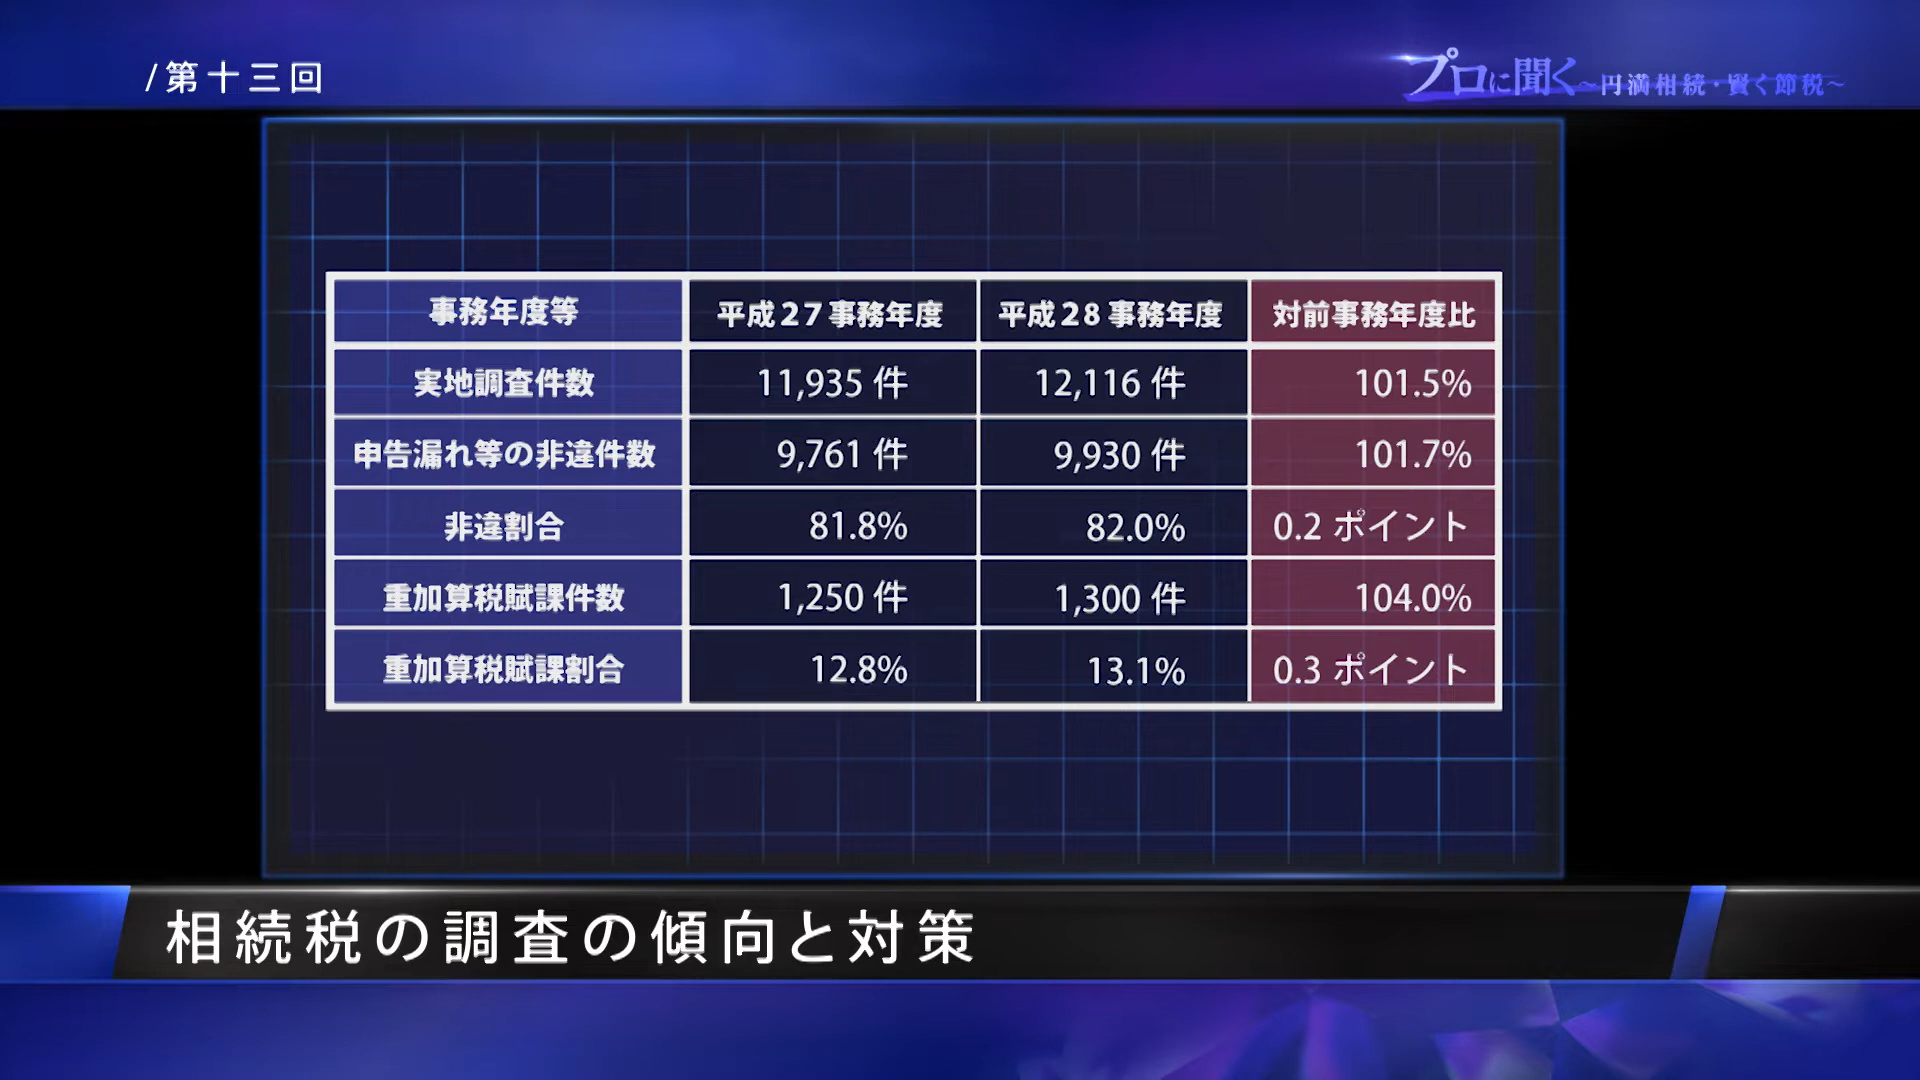 /第十三回
プロに聞く~円満相続・賢く節税~
事務年度等 平成27事務年度 平成28事務年度 対前事務年度比
実地調査件数 11,935 件 12,116 件 101.5%
申告漏れ等の非違件数 9,761 件 9,930 件 101.7%
非違割合 81.8% 82.0% 0.2 ポイント
重加算税賦課件数 1,250 件 1,300 件 104.0%
重加算税賦課割合 12.8% 13.1% 0.3 ポイント
相続税の調査の傾向と対策